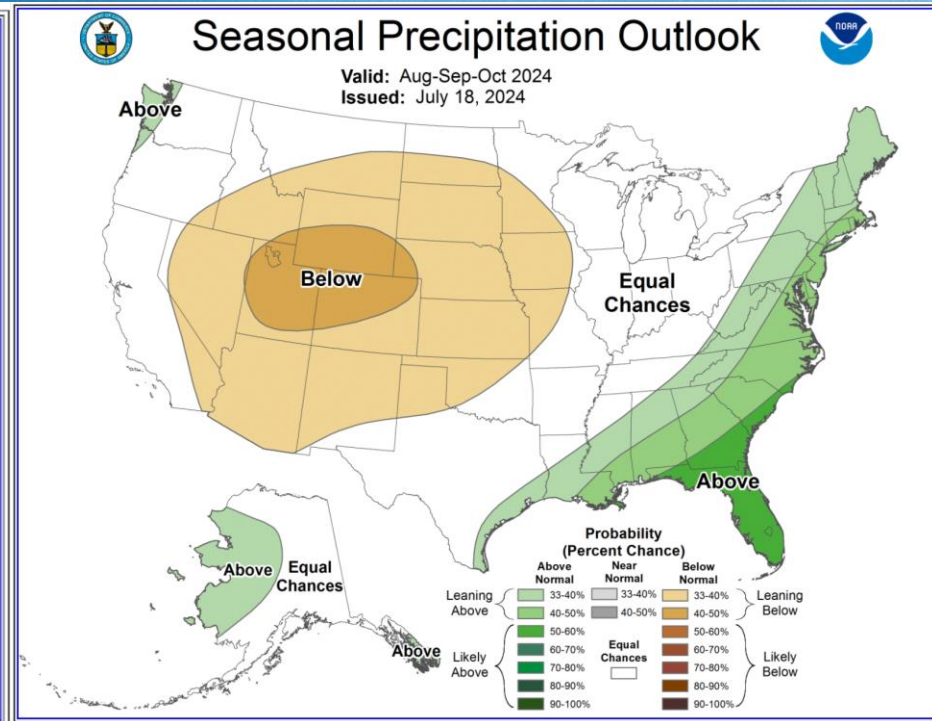 Seasonal Precipitation Outlook
NOAA
Valid: Aug-Sep-Oct 2024
Issued: July 18, 2024
Above
Below
Equal
Chances
Above
Above
Equal
Chances
Above
Probability
(Percent Chance)
Above
Normal
Near
Normal
Below
Normal
Leaning
Above
33-40%
40-50%
33-40%
40-50%
33-40%
40-50%
Leaning
Below
Likely
Above
50-60%
60-70%
70-80%
80-90%
90-100%
Equal
Chances
50-60%
60-70%
70-80%
80-90%
90-100%
Likely
Below